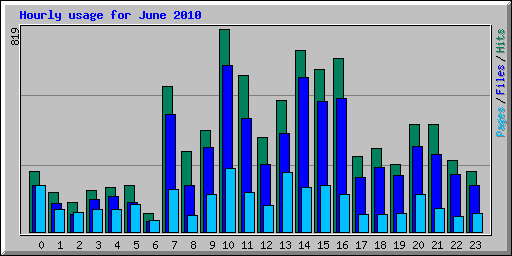 Hourly usage for June 2010
819
Pages/Files/Hits
0 1 2 3 4 5 6 7 8 9 10 11 12 13 14 15 16 17 18 19 20 21 22 23